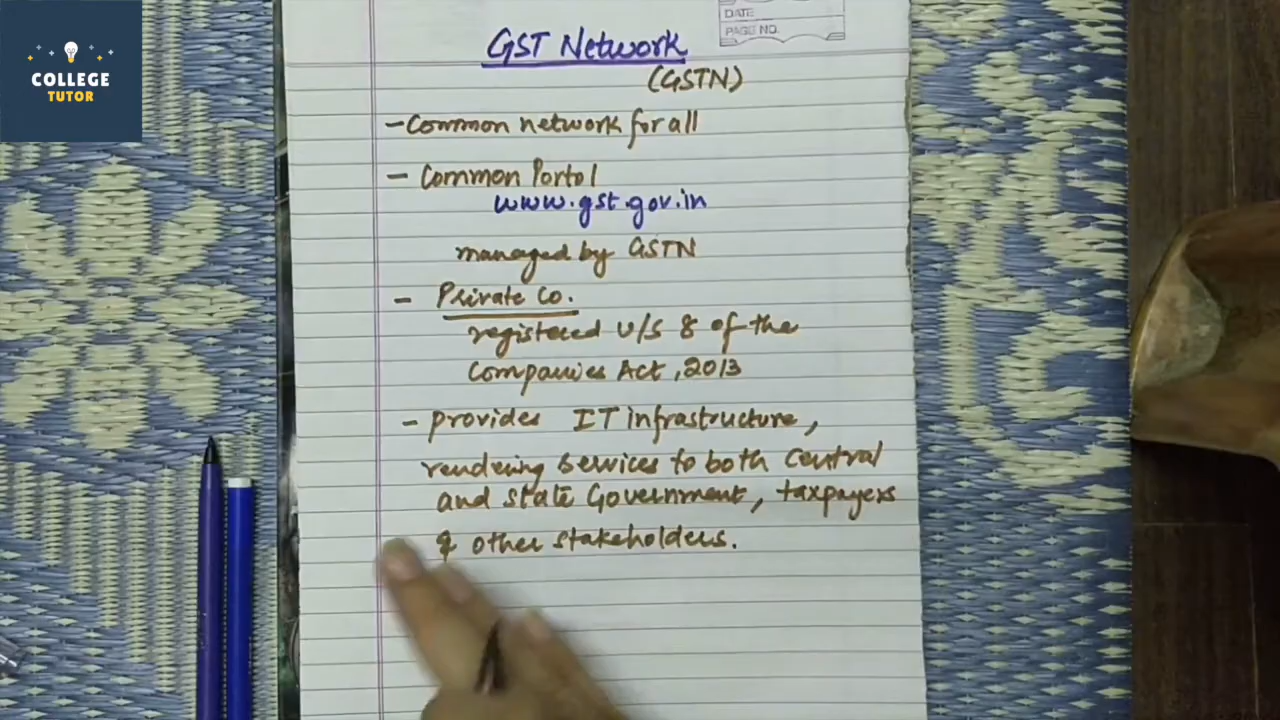 COLLEGE
TUTOR
DATE
PAGE NO.
GST Network
(GSTN)
- Common network for all
- Common Portal
www.gst.gov.in
managed by GSTN
- Private Co.
registered U/S 8 of the
Companies Act, 2013
- provides IT infrastructure,
rendering services to both central
and state Government, taxpayers
& other stakeholders.